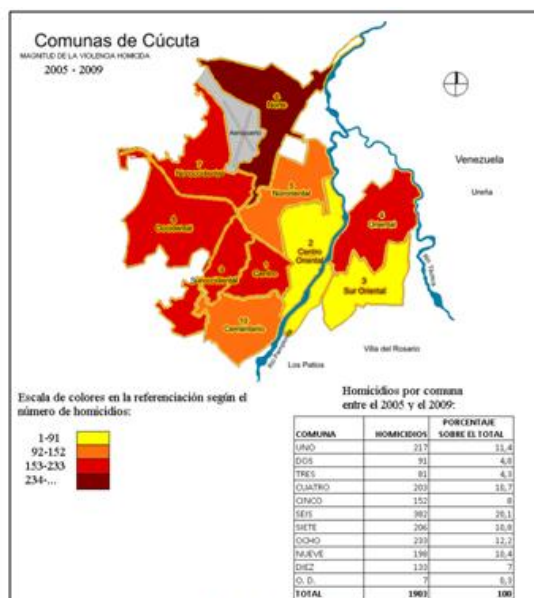 Comunas de Cúcuta
MAGNITUD DE LA VIOLENCIA HOMICIDA
2005 - 2009
6
Norte
Aeropuerto
7
Noroccidental
5
Nororiental
Venezuela
Ureña
8
Occidental
4
Oriental
2
Centro
Oriental
9
1
Centro
3
Sur Oriental
Río Táchira
10
Cementerio
Río Pamplonita
Villa del Rosario
Los Patios
Escala de colores en la referenciación según el
número de homicidios:
1-91
92-152
153-233
234-...
Homicidios por comuna
entre el 2005 y el 2009:
COMUNA HOMICIDIOS PORCENTAJE SOBRE EL TOTAL
UNO 217 11,4
DOS 91 4,8
TRES 81 4,3
CUATRO 203 10,7
CINCO 152 8
SEIS 382 20,1
SIETE 206 10,8
OCHO 233 12,2
NUEVE 198 10,4
DIEZ 133 7
O. D. 7 0,3
TOTAL 1903 100